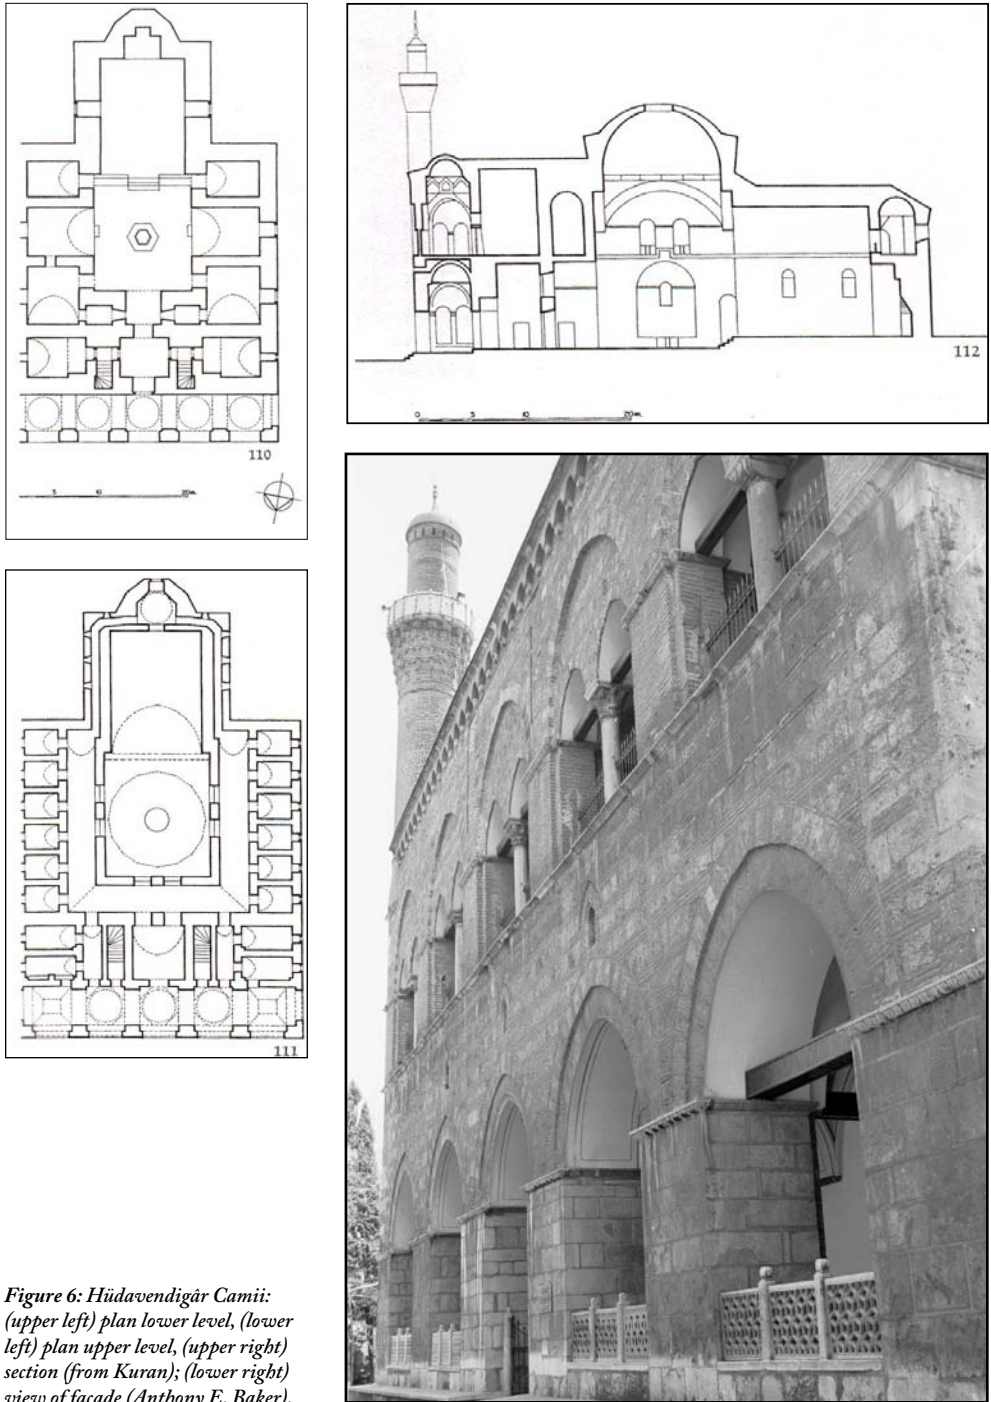 112
0 5 10 20m.
110
5 10 20m.
111
Figure 6: Hüdavendigâr Camii:
(upper left) plan lower level, (lower
left) plan upper level, (upper right)
section (from Kuran); (lower right)
view of façade (Anthony E. Baker).